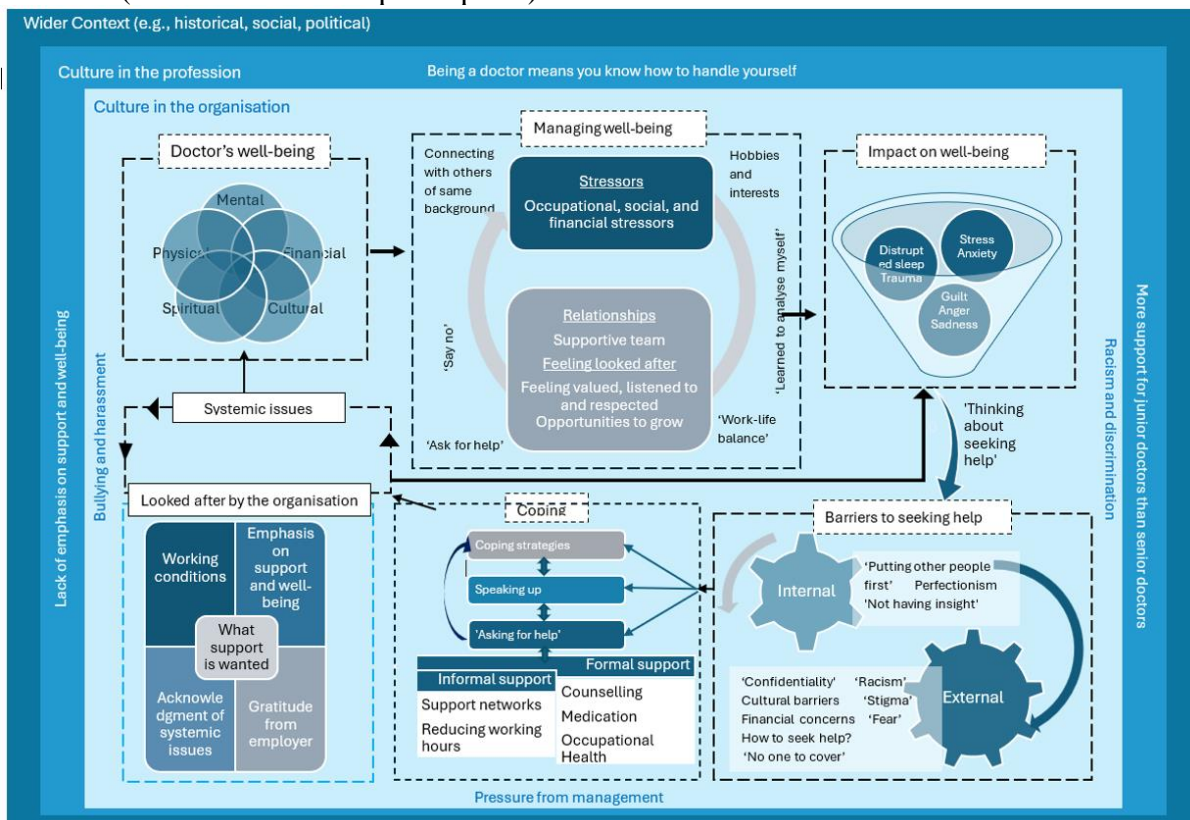 Wider Context (e.g., historical, social, political)
Culture in the profession
Being a doctor means you know how to handle yourself
Culture in the organisation
Lack of emphasis on support and well-being
Bullying and harassment
Doctor's well-being
Mental
Physical
Financial
Spiritual
Cultural
Managing well-being
Connecting
with others
of same
background
Hobbies
and
interests
Stressors
Occupational, social, and
financial stressors
Relationships
Supportive team
Feeling looked after
Feeling valued, listened to
and respected
Opportunities to grow
'Say no'
'Ask for help'
'Learned to analyse myself'
'Work-life
balance'
Impact on well-being
Disrupt
ed sleep
Trauma
Stress
Anxiety
Guilt
Anger
Sadness
'Thinking
about
seeking
help'
Racism and discrimination
More support for junior doctors than senior doctors
Systemic issues
Looked after by the organisation
Working
conditions
Emphasis
on
support
and well-
being
What
support
is wanted
Acknowle
dgment of
systemic
issues
Gratitude
from
employer
Coping
Coping strategies
Speaking up
'Asking for help'
Informal support
Support networks
Reducing working
hours
Formal support
Counselling
Medication
Occupational
Health
Barriers to seeking help
Internal
'Putting other people
first' Perfectionism
'Not having insight'
External
'Confidentiality' 'Racism'
Cultural barriers 'Stigma'
Financial concerns 'Fear'
How to seek help?
'No one to cover'
Pressure from management